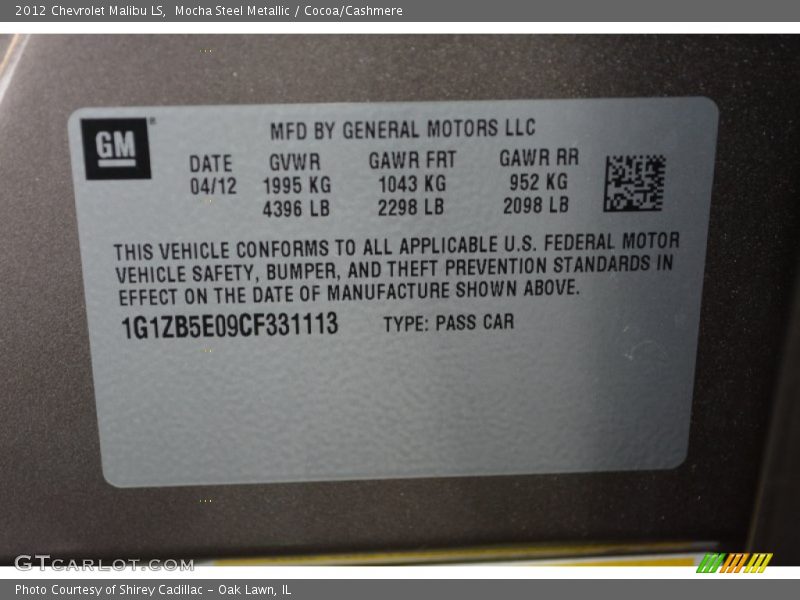 2012 Chevrolet Malibu LS, Mocha Steel Metallic / Cocoa/Cashmere
GM®
MFD BY GENERAL MOTORS LLC
DATE GVWR GAWR FRT GAWR RR
04/12 1995 KG 1043 KG 952 KG
4396 LB 2298 LB 2098 LB
THIS VEHICLE CONFORMS TO ALL APPLICABLE U.S. FEDERAL MOTOR
VEHICLE SAFETY, BUMPER, AND THEFT PREVENTION STANDARDS IN
EFFECT ON THE DATE OF MANUFACTURE SHOWN ABOVE.
1G1ZB5E09CF331113 TYPE: PASS CAR
GTCARLOT.COM
Photo Courtesy of Shirey Cadillac - Oak Lawn, IL